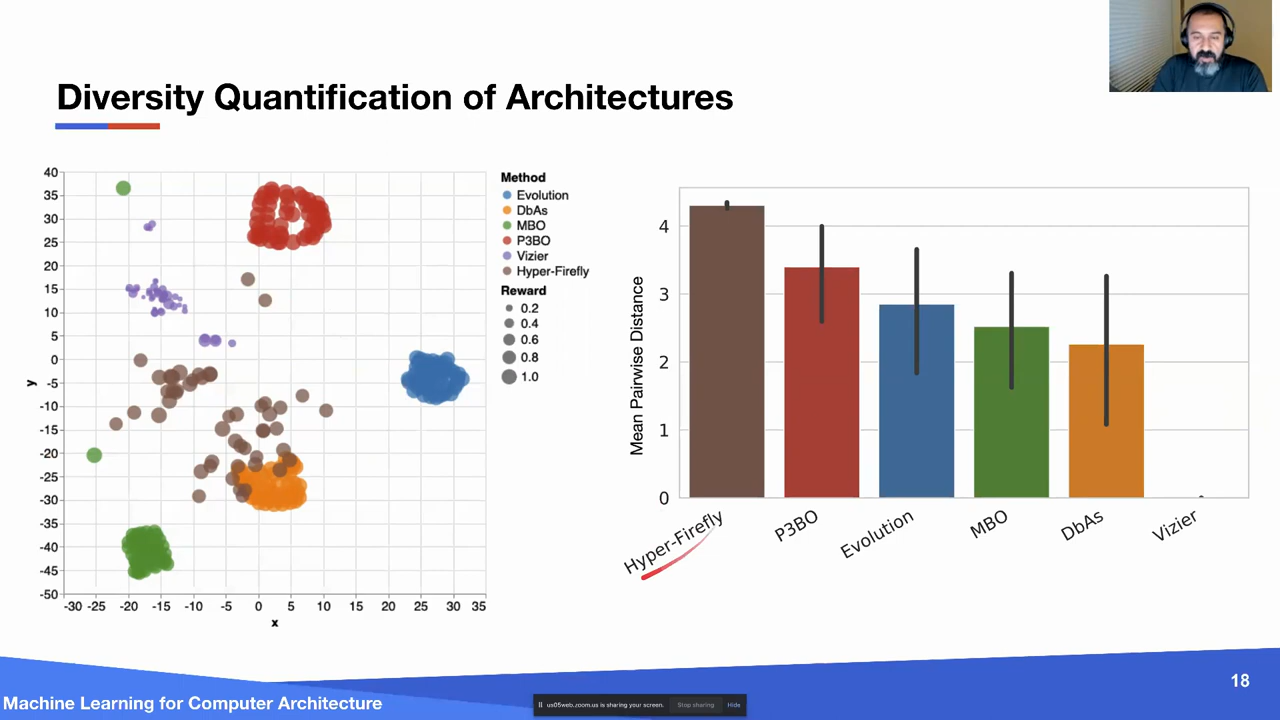 Diversity Quantification of Architectures
40
35
30
25
20
15
10
5
0
-5
-10
-15
-20
-25
-30
-35
-40
-45
-50
y
-30 -25 -20 -15 -10 -5 0 5 10 15 20 25 30 35
x
Method
Evolution
DbAs
MBO
P3BO
Vizier
Hyper-Firefly
Reward
0.2
0.4
0.6
0.8
1.0
Mean Pairwise Distance
4
3
2
1
0
Hyper-Firefly
P3BO
Evolution
MBO
DbAs
Vizier
18
Machine Learning for Computer Architecture
us05web.zoom.us is sharing your screen. Stop sharing Hide